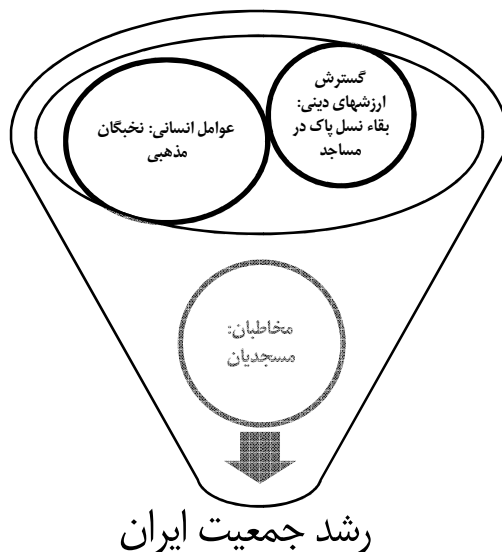 گسترش
ارزشهای دینی:
بقاء نسل پاک در
مساجد
عوامل انسانی: نخبگان
مذهبی
مخاطبان:
مسجدیان
رشد جمعیت ایران